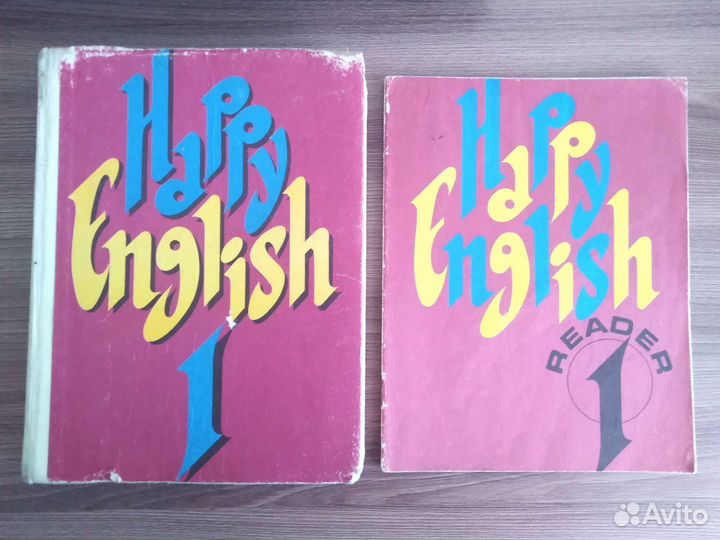 Happy
English
1
Happy
English
READER
1
Avito